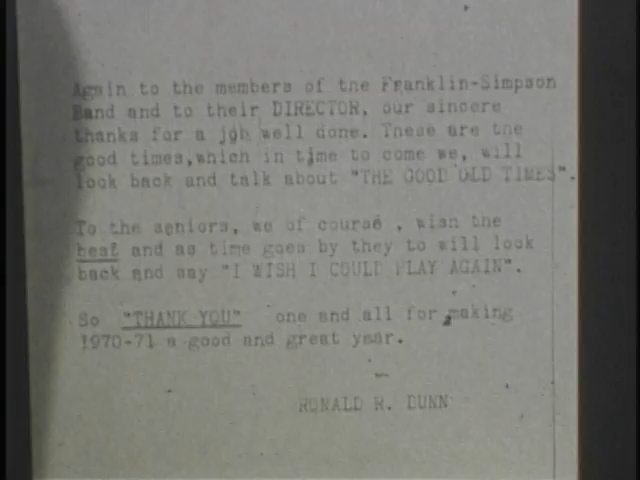 Again to the members of the Franklin-Simpson
Band and to their DIRECTOR, our sincere
thanks for a job well done. These are the
good times,which in time to come we, will
look back and talk about "THE GOOD OLD TIMES".
To the seniors, we of course , wish the
best and as time goes by they to will look
back and say "I WISH I COULD PLAY AGAIN".
So "THANK YOU" one and all for making
1970-71 a good and great year.
RONALD R. DUNN